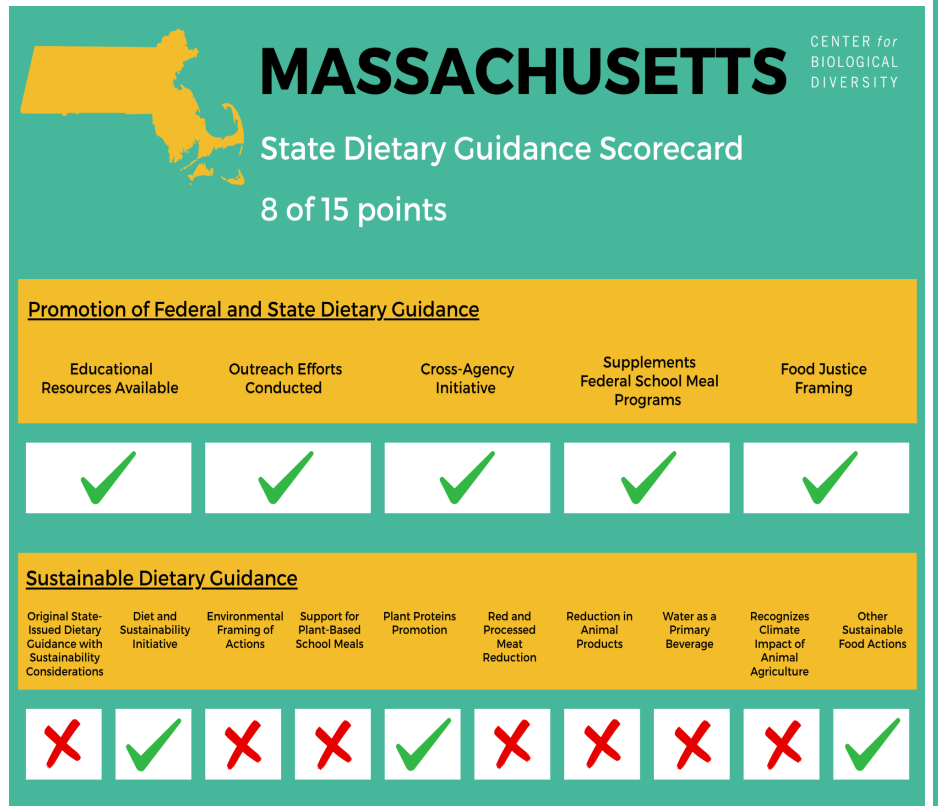 MASSACHUSETTS
CENTER for
BIOLOGICAL
DIVERSITY
State Dietary Guidance Scorecard
8 of 15 points
Promotion of Federal and State Dietary Guidance
Educational
Resources Available
Outreach Efforts
Conducted
Cross-Agency
Initiative
Supplements
Federal School Meal
Programs
Food Justice
Framing
Sustainable Dietary Guidance
Original State-
Issued Dietary
Guidance with
Sustainability
Considerations
Diet and
Sustainability
Initiative
Environmental
Framing of
Actions
Support for
Plant-Based
School Meals
Plant Proteins
Promotion
Red and
Processed
Meat
Reduction
Reduction in
Animal
Products
Water as a
Primary
Beverage
Recognizes
Climate
Impact of
Animal
Agriculture
Other
Sustainable
Food Actions